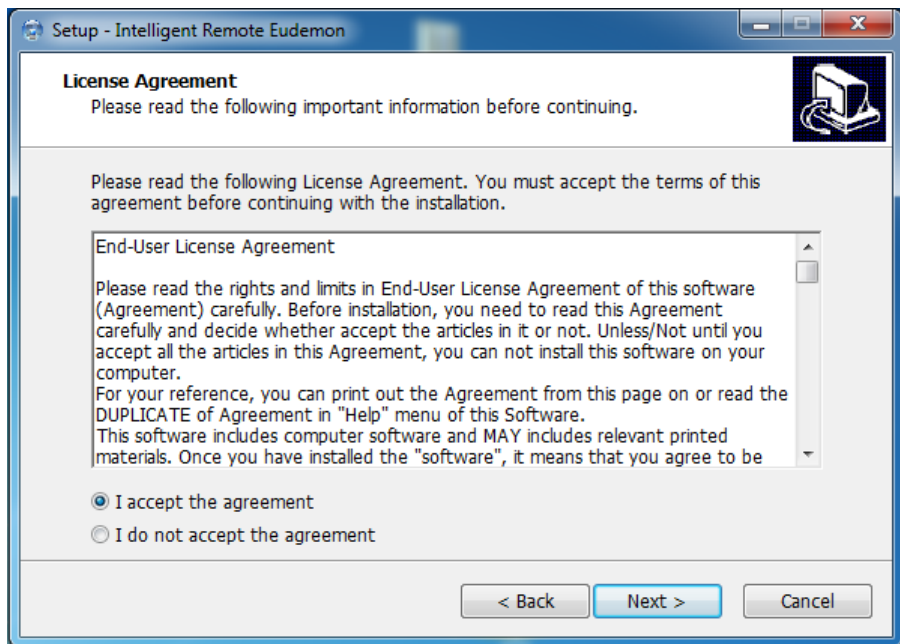 Setup - Intelligent Remote Eudemon
License Agreement
Please read the following important information before continuing.
Please read the following License Agreement. You must accept the terms of this
agreement before continuing with the installation.
End-User License Agreement
Please read the rights and limits in End-User License Agreement of this software
(Agreement) carefully. Before installation, you need to read this Agreement
carefully and decide whether accept the articles in it or not. Unless/Not until you
accept all the articles in this Agreement, you can not install this software on your
computer.
For your reference, you can print out the Agreement from this page on or read the
DUPLICATE of Agreement in "Help" menu of this Software.
This software includes computer software and MAY includes relevant printed
materials. Once you have installed the "software", it means that you agree to be
I accept the agreement
I do not accept the agreement
< Back Next > Cancel